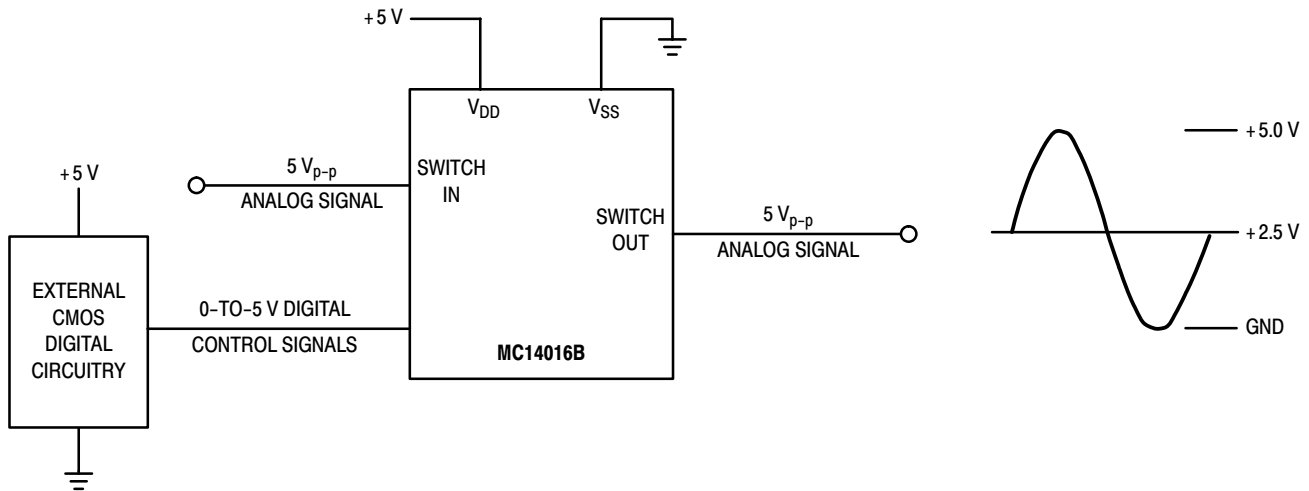 +5 V
V_DD
V_SS
5 V_p-p
ANALOG SIGNAL
SWITCH
IN
SWITCH
OUT
5 V_p-p
ANALOG SIGNAL
+5.0 V
+2.5 V
GND
+5 V
EXTERNAL
CMOS
DIGITAL
CIRCUITRY
0-TO-5 V DIGITAL
CONTROL SIGNALS
MC14016B